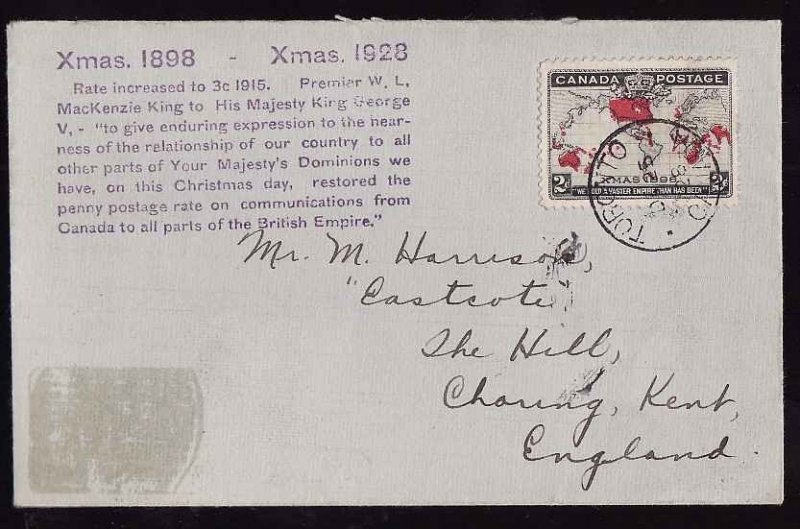 Xmas. 1898 - Xmas. 1928
Rate increased to 3c 1915. Premier W. L.
MacKenzie King to His Majesty King George
V, - "to give enduring expression to the near-
ness of the relationship of our country to all
other parts of Your Majesty's Dominions we
have, on this Christmas day, restored the
penny postage rate on communications from
Canada to all parts of the British Empire."
CANADA POSTAGE
XMAS 1898
2c 2c
"WE HOLD A VASTER EMPIRE THAN HAS BEEN"
TORONTO
25
Mr. M. Harrison,
"Eastcote",
The Hill,
Charing, Kent,
England.